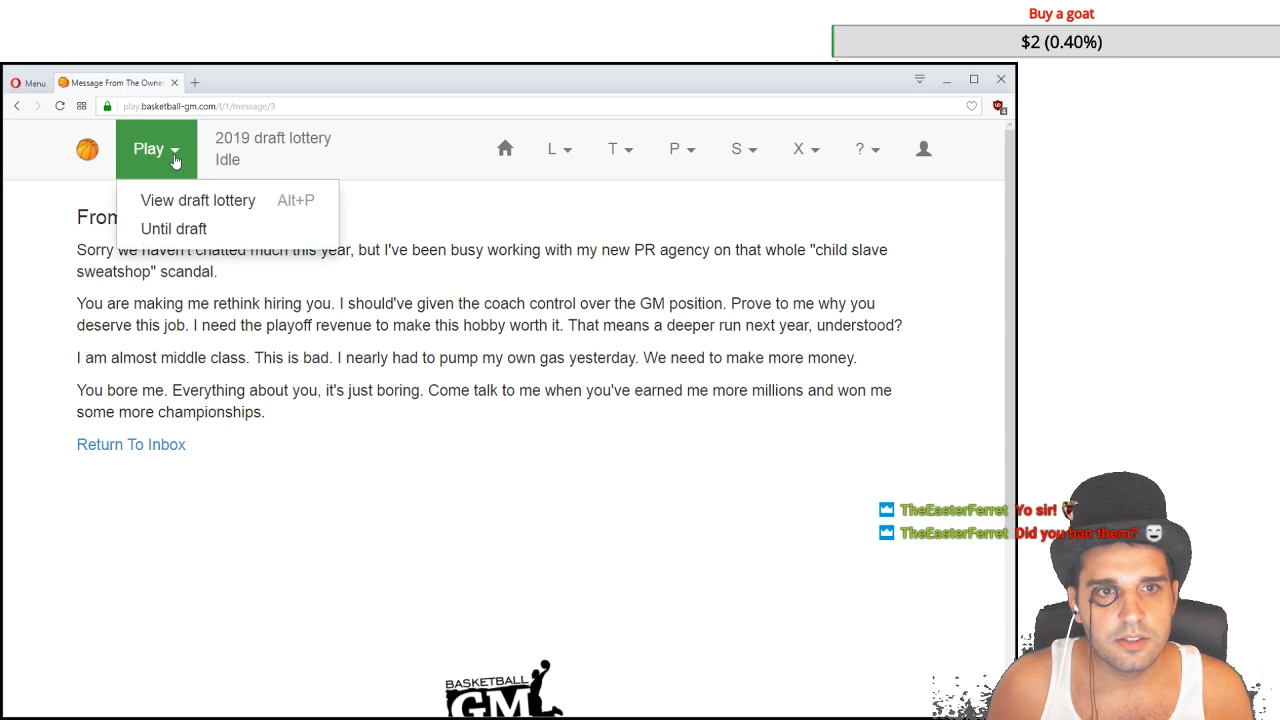 Buy a goat
$2 (0.40%)
Menu
Message From The Owne
play.basketball-gm.com/l/1/message/3
Play
2019 draft lottery
Idle
L
T
P
S
X
?
View draft lottery Alt+P
Until draft
From
Sorry we haven't chatted much this year, but I've been busy working with my new PR agency on that whole "child slave
sweatshop" scandal.
You are making me rethink hiring you. I should've given the coach control over the GM position. Prove to me why you
deserve this job. I need the playoff revenue to make this hobby worth it. That means a deeper run next year, understood?
I am almost middle class. This is bad. I nearly had to pump my own gas yesterday. We need to make more money.
You bore me. Everything about you, it's just boring. Come talk to me when you've earned me more millions and won me
some more championships.
Return To Inbox
TheEasterFerret Yo sir!
TheEasterFerret Did you ban them?
BASKETBALL
GM